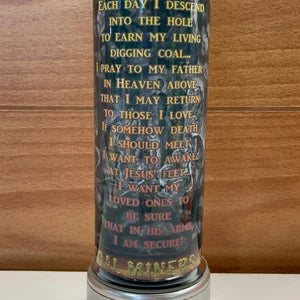 Each day I descend
into the hole
to earn my living
digging coal...
I pray to my Father
in Heaven above
that I may return
to those I love.
If somehow death
I should meet
I want to awake
at Jesus' feet.
I want my
loved ones to
be sure
that in his arms
I am secure!